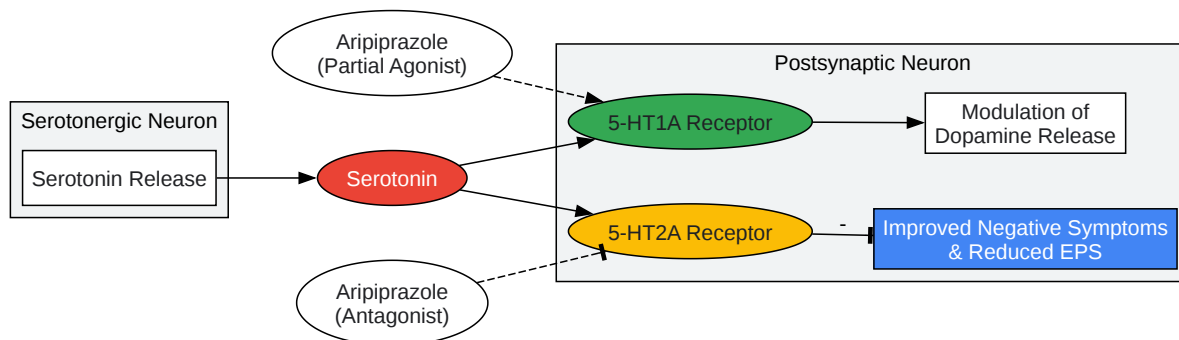 Aripiprazole
(Partial Agonist)
Postsynaptic Neuron
Serotonergic Neuron
Serotonin Release
Serotonin
5-HT1A Receptor
Modulation of
Dopamine Release
5-HT2A Receptor
-
Improved Negative Symptoms
& Reduced EPS
Aripiprazole
(Antagonist)